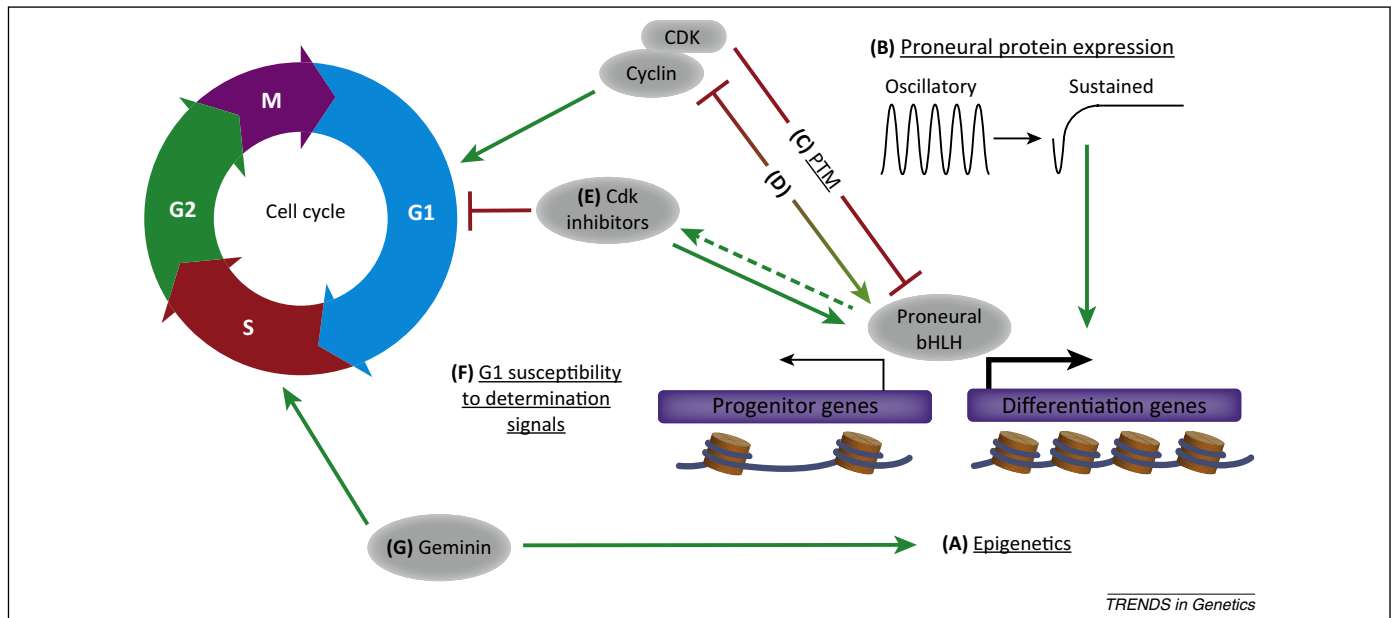 CDK
Cyclin
(B) Proneural protein expression
Oscillatory
Sustained
M
G2
G1
S
Cell cycle
(C) PTM
(D)
(E) Cdk
inhibitors
Proneural
bHLH
(F) G1 susceptibility
to determination
signals
Progenitor genes
Differentiation genes
(G) Geminin
(A) Epigenetics
TRENDS in Genetics